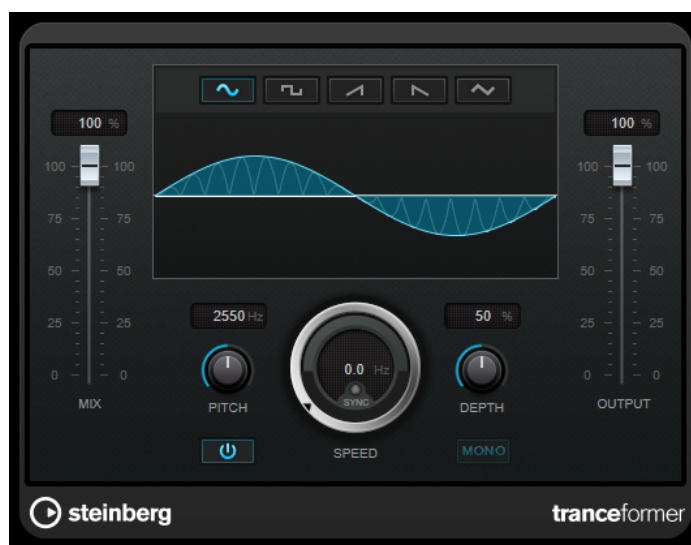 100 %
100 %
100 100
100 100
75 75
75 75
50 50
50 50
2550 Hz
50 %
25 25
25 25
0.0 Hz
0 0
0 0
SYNC
MIX
PITCH
DEPTH
OUTPUT
MONO
SPEED
steinberg
tranceformer